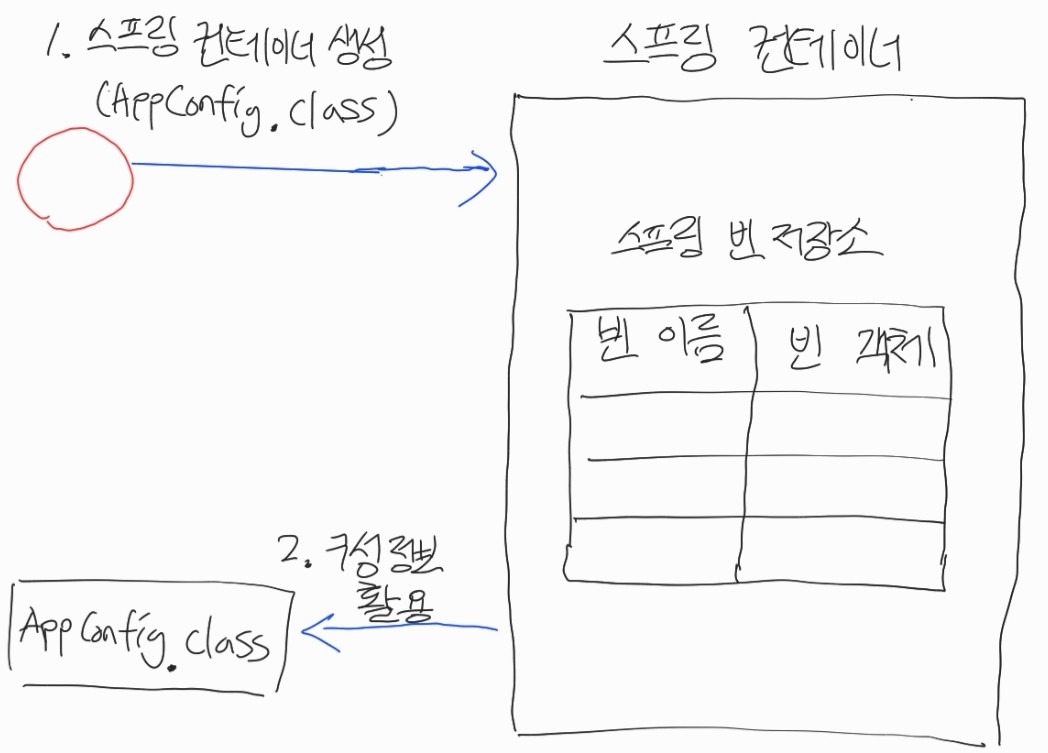 1. 스프링 컨테이너 생성
(AppConfig.class)
스프링 컨테이너
스프링 빈 저장소
빈 이름
빈 객체
2. 구성정보
활용
AppConfig.class